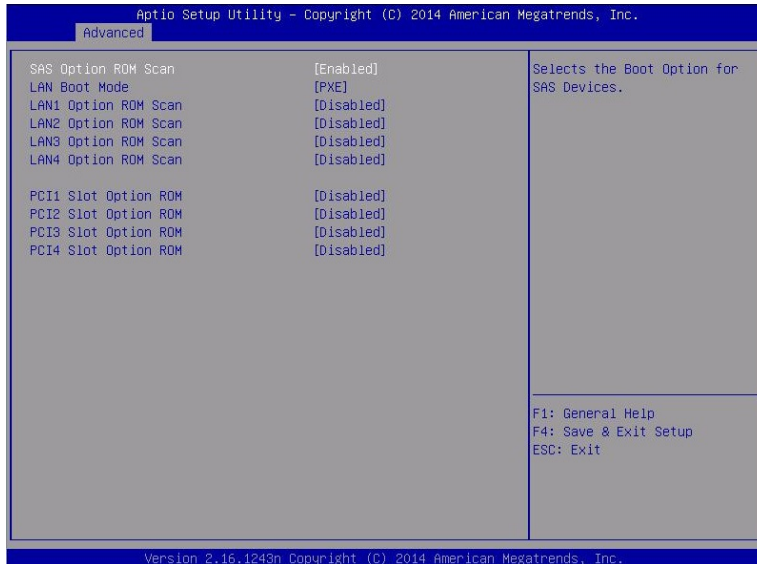 Aptio Setup Utility – Copyright (C) 2014 American Megatrends, Inc.
Advanced
SAS Option ROM Scan [Enabled]
LAN Boot Mode [PXE]
LAN1 Option ROM Scan [Disabled]
LAN2 Option ROM Scan [Disabled]
LAN3 Option ROM Scan [Disabled]
LAN4 Option ROM Scan [Disabled]
PCI1 Slot Option ROM [Disabled]
PCI2 Slot Option ROM [Disabled]
PCI3 Slot Option ROM [Disabled]
PCI4 Slot Option ROM [Disabled]
Selects the Boot Option for
SAS Devices.
F1: General Help
F4: Save & Exit Setup
ESC: Exit
Version 2.16.1243n Copyright (C) 2014 American Megatrends, Inc.